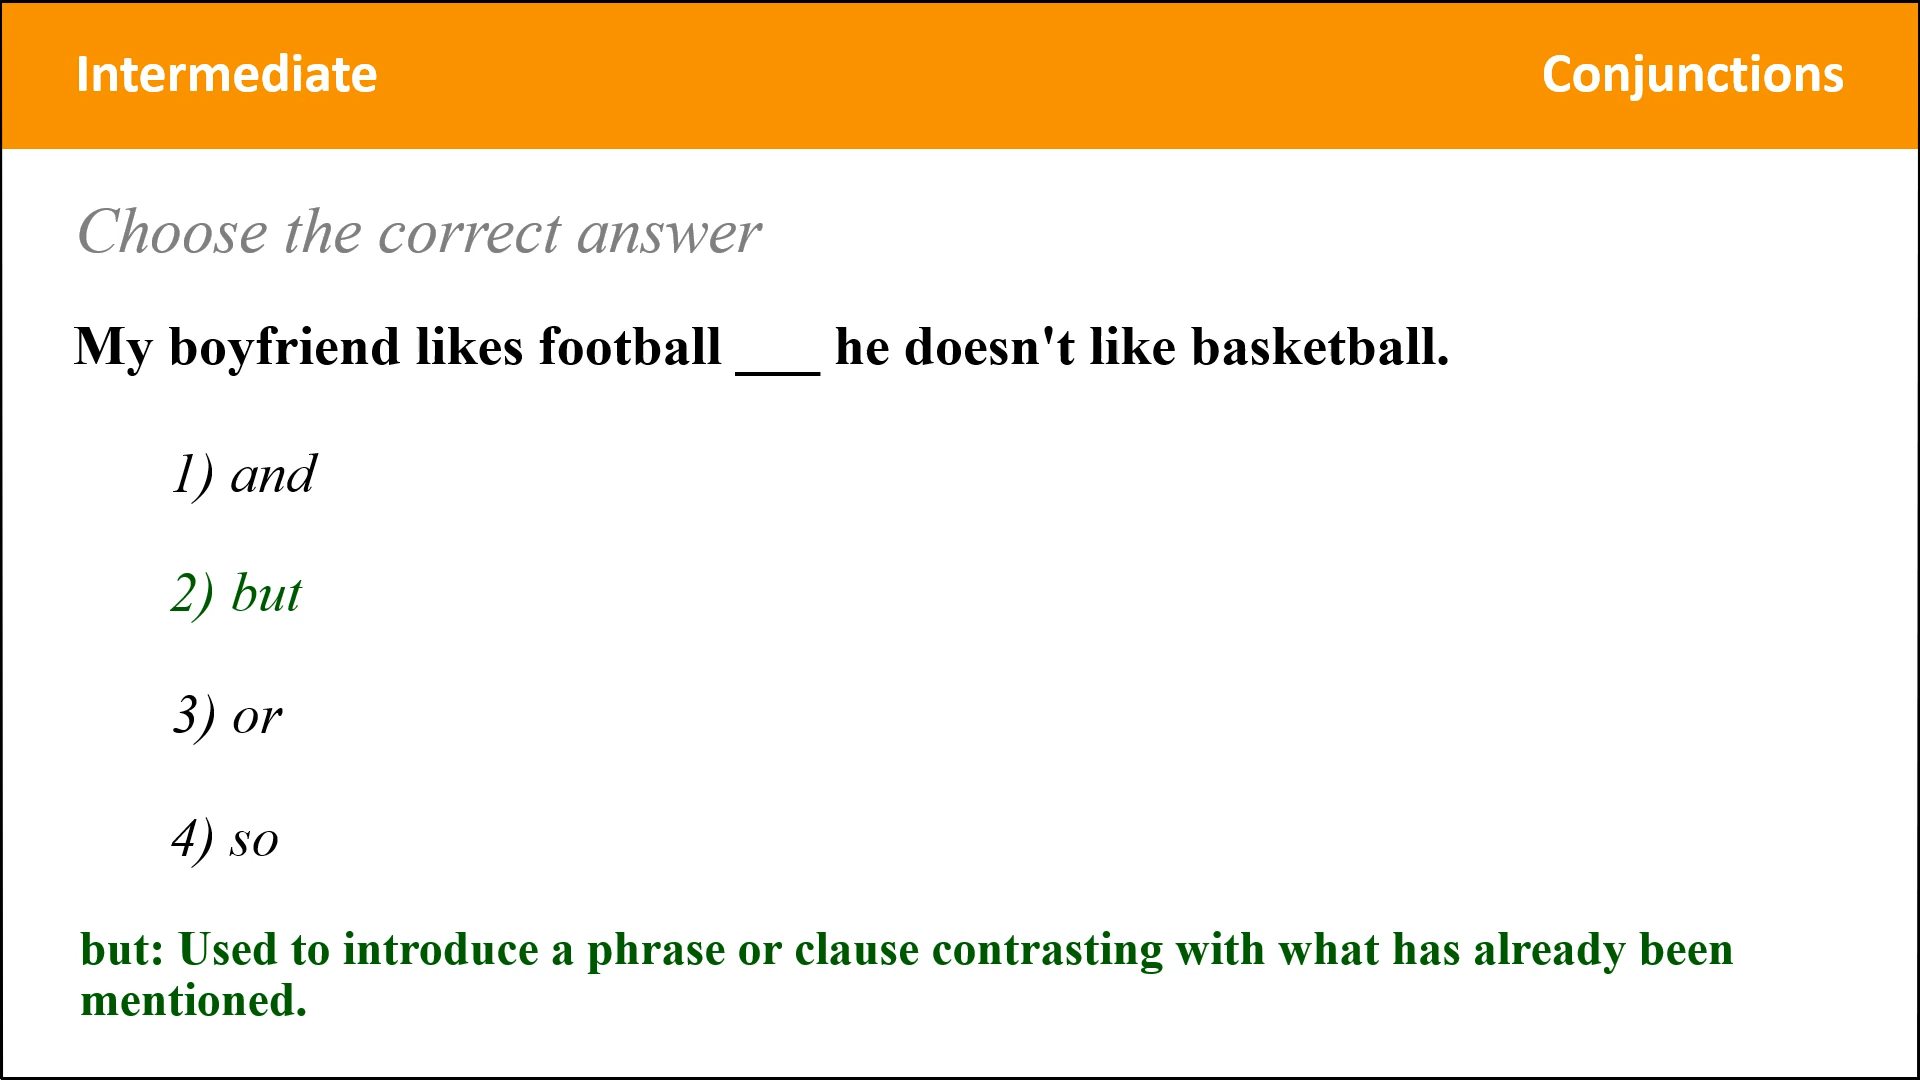 Intermediate
Conjunctions
Choose the correct answer
My boyfriend likes football ___ he doesn't like basketball.
1) and
2) but
3) or
4) so
but: Used to introduce a phrase or clause contrasting with what has already been
mentioned.